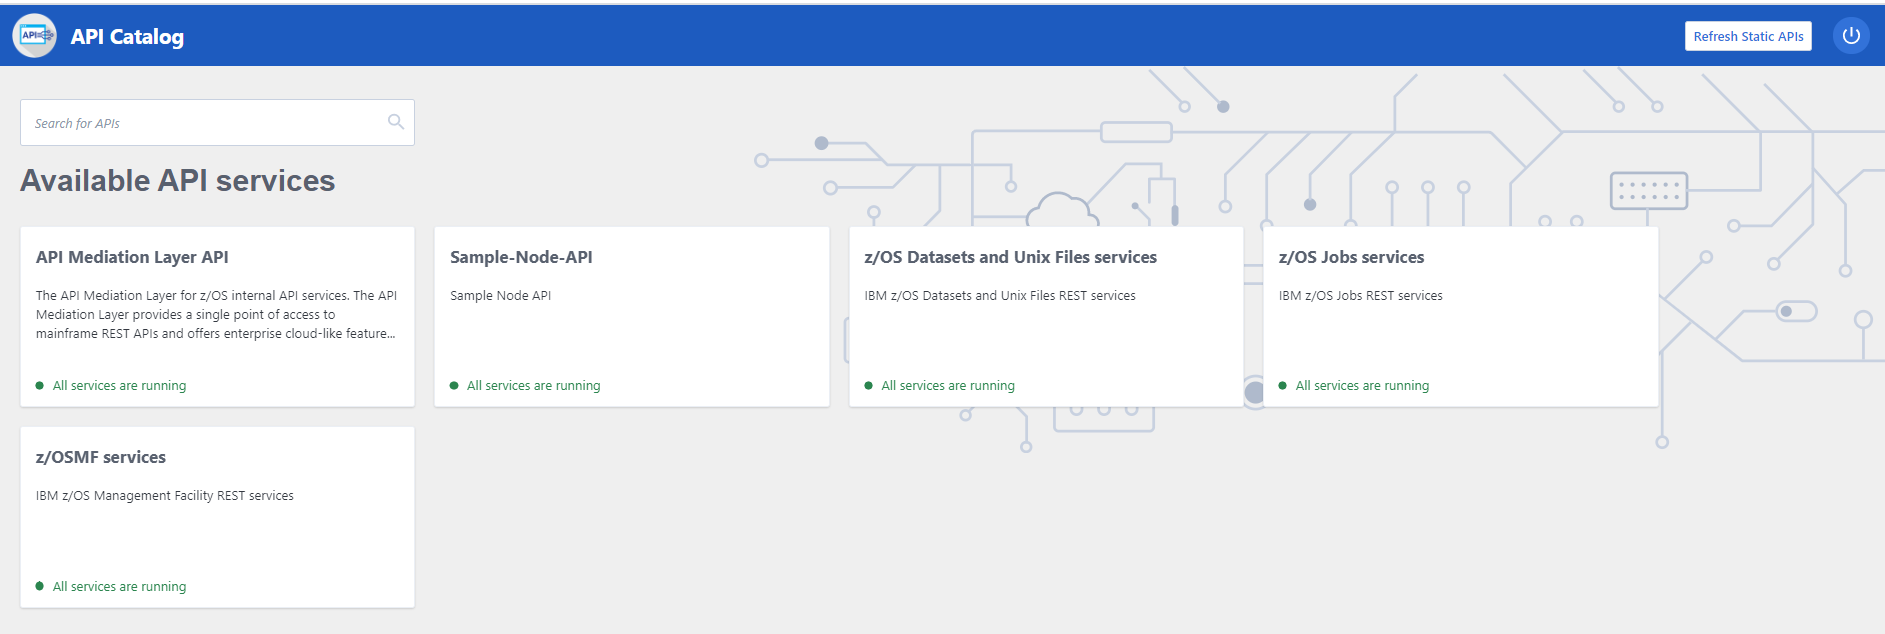 API
API Catalog
Refresh Static APIs
Search for APIs
Available API services
API Mediation Layer API
The API Mediation Layer for z/OS internal API services. The API
Mediation Layer provides a single point of access to
mainframe REST APIs and offers enterprise cloud-like feature...
All services are running
Sample-Node-API
Sample Node API
All services are running
z/OS Datasets and Unix Files services
IBM z/OS Datasets and Unix Files REST services
All services are running
z/OS Jobs services
IBM z/OS Jobs REST services
All services are running
z/OSMF services
IBM z/OS Management Facility REST services
All services are running